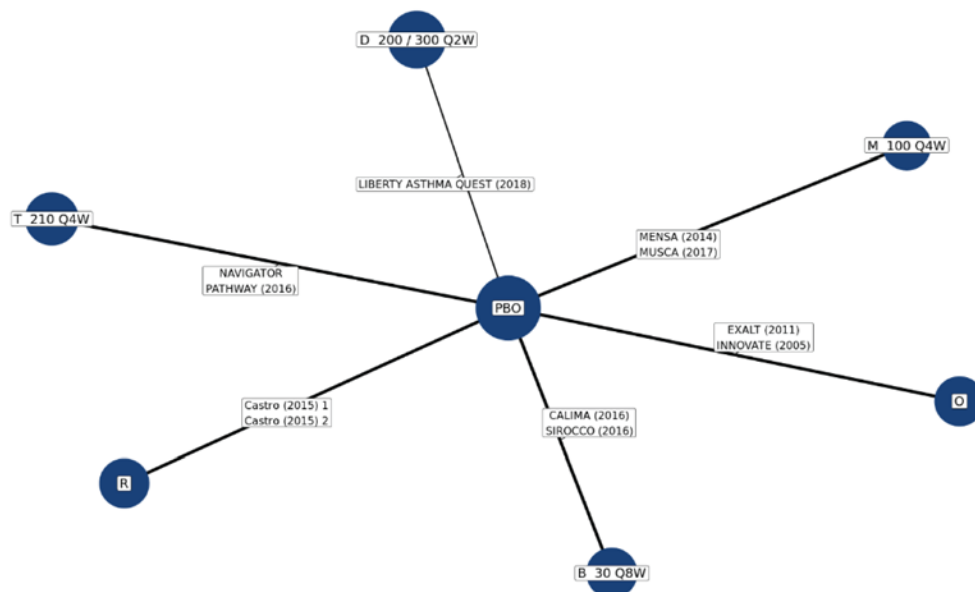 D 200 / 300 Q2W
M 100 Q4W
LIBERTY ASTHMA QUEST (2018)
T 210 Q4W
MENSA (2014)
MUSCA (2017)
NAVIGATOR
PATHWAY (2016)
PBO
EXALT (2011)
INNOVATE (2005)
Castro (2015) 1
Castro (2015) 2
CALIMA (2016)
SIROCCO (2016)
O
R
B 30 Q8W